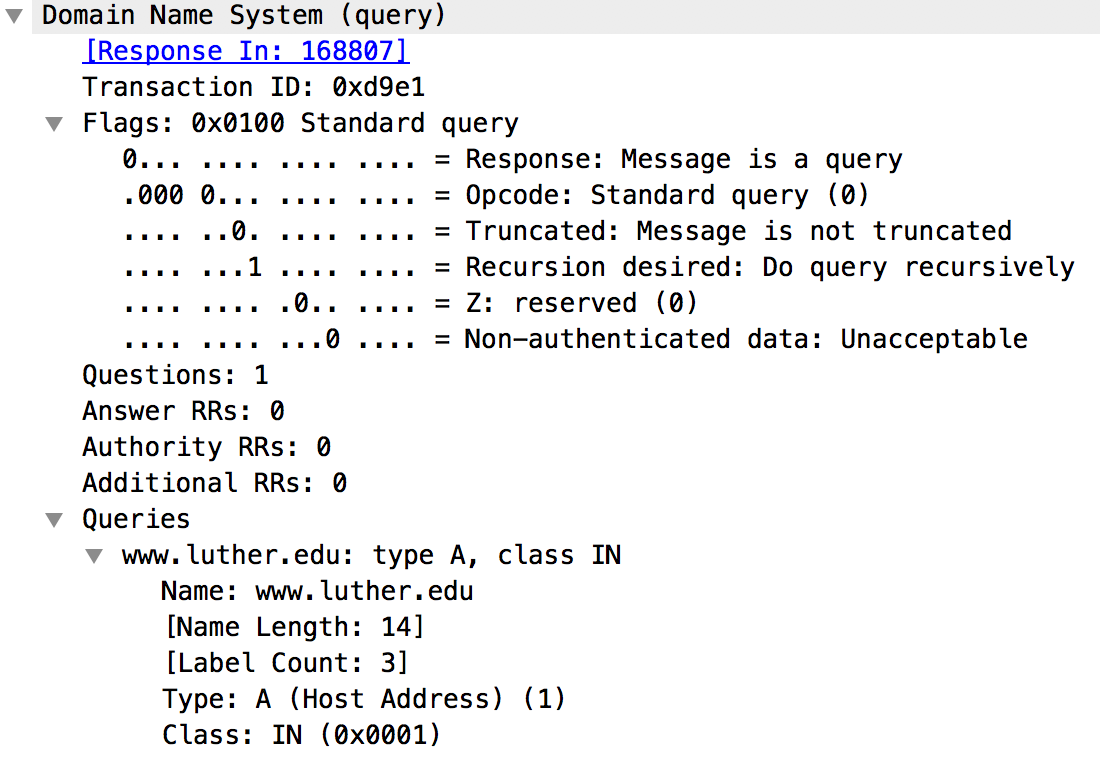 Domain Name System (query)
[Response In: 168807]
Transaction ID: 0xd9e1
Flags: 0x0100 Standard query
0... .... .... .... = Response: Message is a query
.000 0... .... .... = Opcode: Standard query (0)
.... ..0. .... .... = Truncated: Message is not truncated
.... ...1 .... .... = Recursion desired: Do query recursively
.... .... .0.. .... = Z: reserved (0)
.... .... ...0 .... = Non-authenticated data: Unacceptable
Questions: 1
Answer RRs: 0
Authority RRs: 0
Additional RRs: 0
Queries
www.luther.edu: type A, class IN
Name: www.luther.edu
[Name Length: 14]
[Label Count: 3]
Type: A (Host Address) (1)
Class: IN (0x0001)